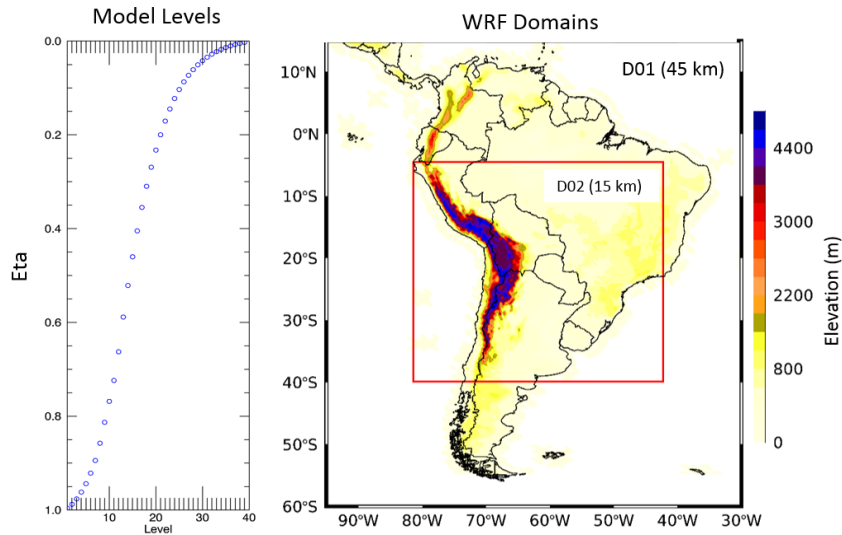 Model Levels
WRF Domains
0.0
0.2
0.4
0.6
0.8
1.0
Eta
10
20
30
40
Level
D01 (45 km)
D02 (15 km)
10°N
0°N
10°S
20°S
30°S
40°S
50°S
60°S
90°W
80°W
70°W
60°W
50°W
40°W
30°W
4400
3000
2200
800
0
Elevation (m)